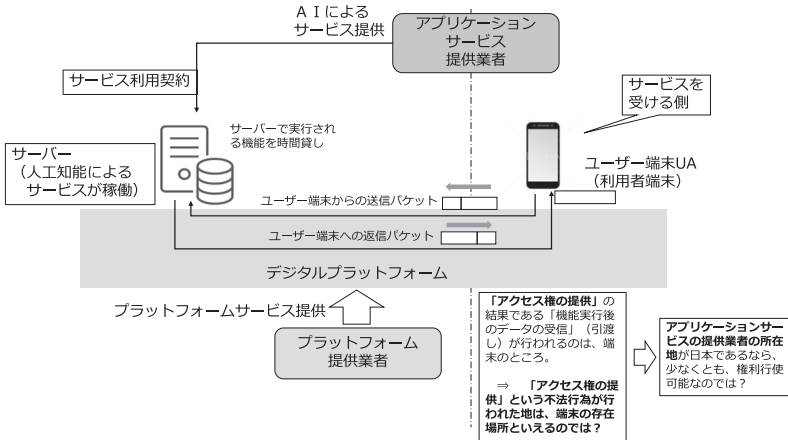 ＡＩによる
サービス提供
アプリケーション
サービス
提供業者
サービス利用契約
サービスを
受ける側
サーバーで実行され
る機能を時間貸し
サーバー
（人工知能による
サービスが稼働）
ユーザー端末UA
（利用者端末）
ユーザー端末からの送信パケット
ユーザー端末への返信パケット
デジタルプラットフォーム
プラットフォームサービス提供
プラットフォーム
提供業者
「アクセス権の提供」の
結果である「機能実行後
のデータの受信」（引渡
し）が行われるのは、端
末のところ。
⇒　「アクセス権の提
供」という不法行為が行
われた地は、端末の存在
場所といえるのでは？
アプリケーションサー
ビスの提供業者の所在
地が日本であるなら、
少なくとも、権利行使
可能なのでは？